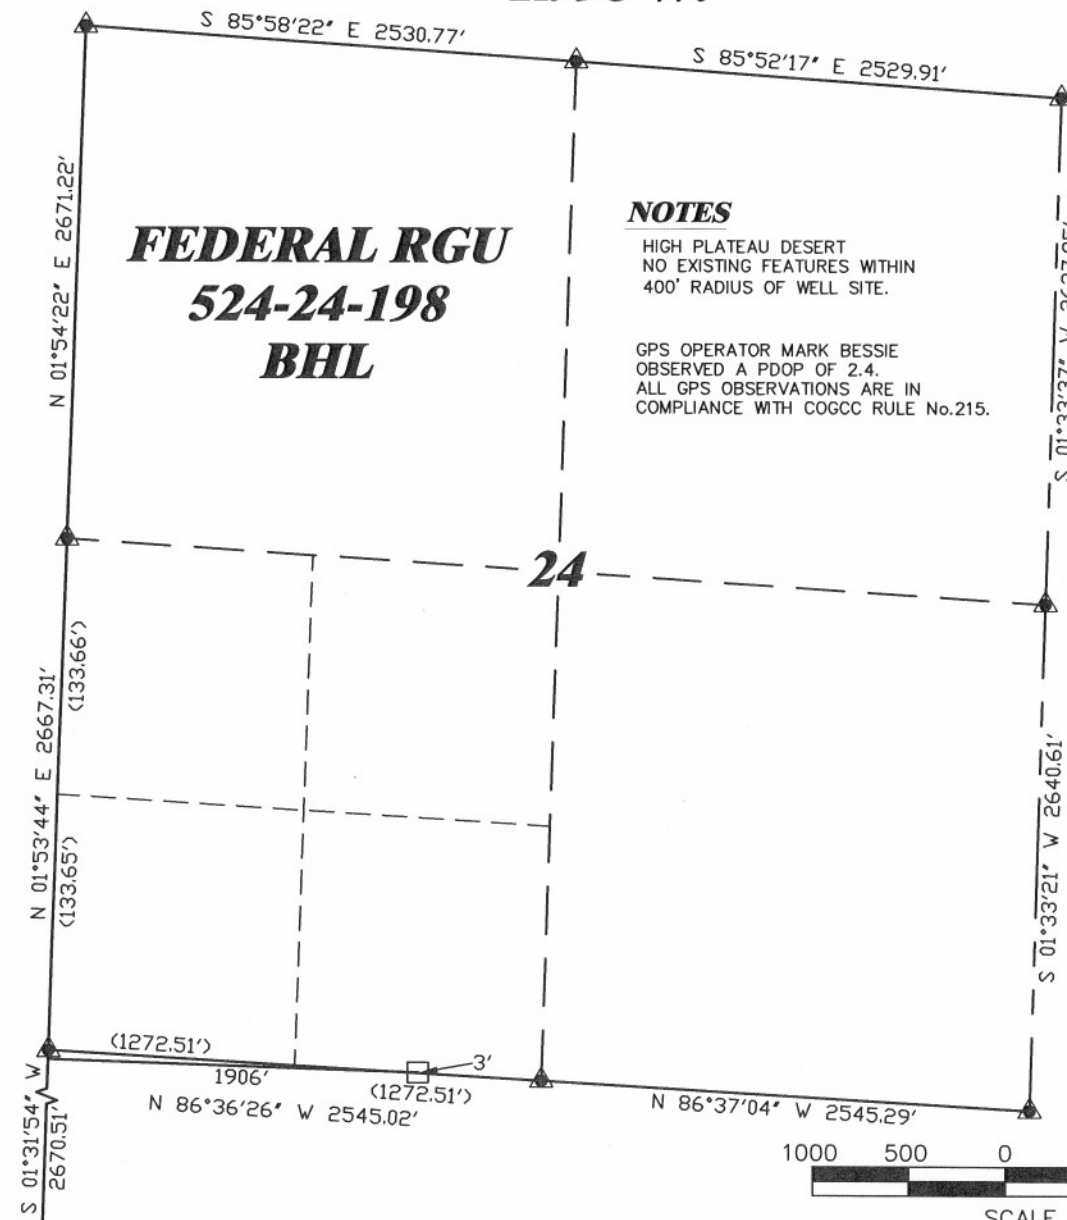 S 85°58'22" E 2530.77'
S 85°52'17" E 2529.91'
N 01°54'22" E 2671.22'
FEDERAL RGU
524-24-198
BHL
NOTES
HIGH PLATEAU DESERT
NO EXISTING FEATURES WITHIN
400' RADIUS OF WELL SITE.
GPS OPERATOR MARK BESSIE
OBSERVED A PDOP OF 2.4.
ALL GPS OBSERVATIONS ARE IN
COMPLIANCE WITH COGCC RULE No.215.
S 01°33'37" W
24
N 01°53'44" E 2667.31'
(133.66')
(133.65')
S 01°33'21" W 2640.61'
(1272.51')
1906'
3'
(1272.51')
N 86°36'26" W 2545.02'
N 86°37'04" W 2545.29'
S 01°31'54" W
2670.51'
1000 500 0
SCALE